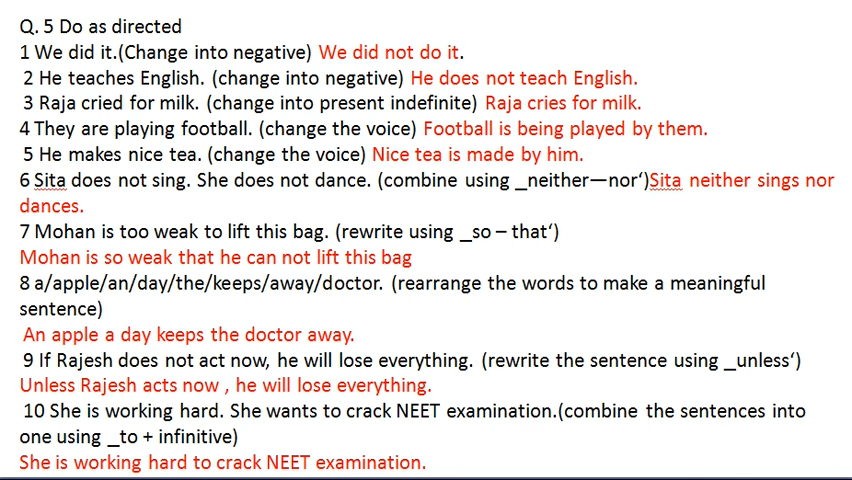 Q. 5 Do as directed
1 We did it.(Change into negative) We did not do it.
2 He teaches English. (change into negative) He does not teach English.
3 Raja cried for milk. (change into present indefinite) Raja cries for milk.
4 They are playing football. (change the voice) Football is being played by them.
5 He makes nice tea. (change the voice) Nice tea is made by him.
6 Sita does not sing. She does not dance. (combine using _neither—nor‘)Sita neither sings nor
dances.
7 Mohan is too weak to lift this bag. (rewrite using _so – that‘)
Mohan is so weak that he can not lift this bag
8 a/apple/an/day/the/keeps/away/doctor. (rearrange the words to make a meaningful
sentence)
An apple a day keeps the doctor away.
9 If Rajesh does not act now, he will lose everything. (rewrite the sentence using _unless‘)
Unless Rajesh acts now , he will lose everything.
10 She is working hard. She wants to crack NEET examination.(combine the sentences into
one using _to + infinitive)
She is working hard to crack NEET examination.